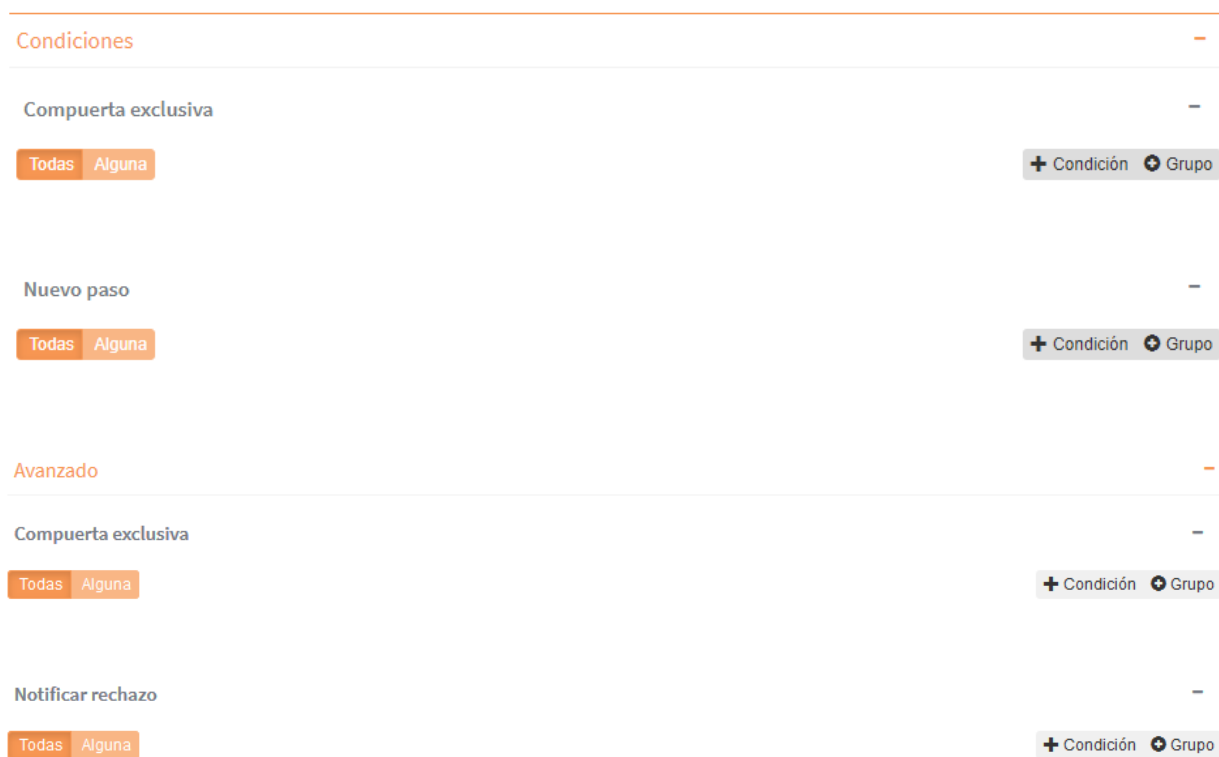 Condiciones
Compuerta exclusiva
Todas Alguna Condición Grupo
Nuevo paso
Todas Alguna Condición Grupo
Avanzado
Compuerta exclusiva
Todas Alguna Condición Grupo
Notificar rechazo
Todas Alguna Condición Grupo